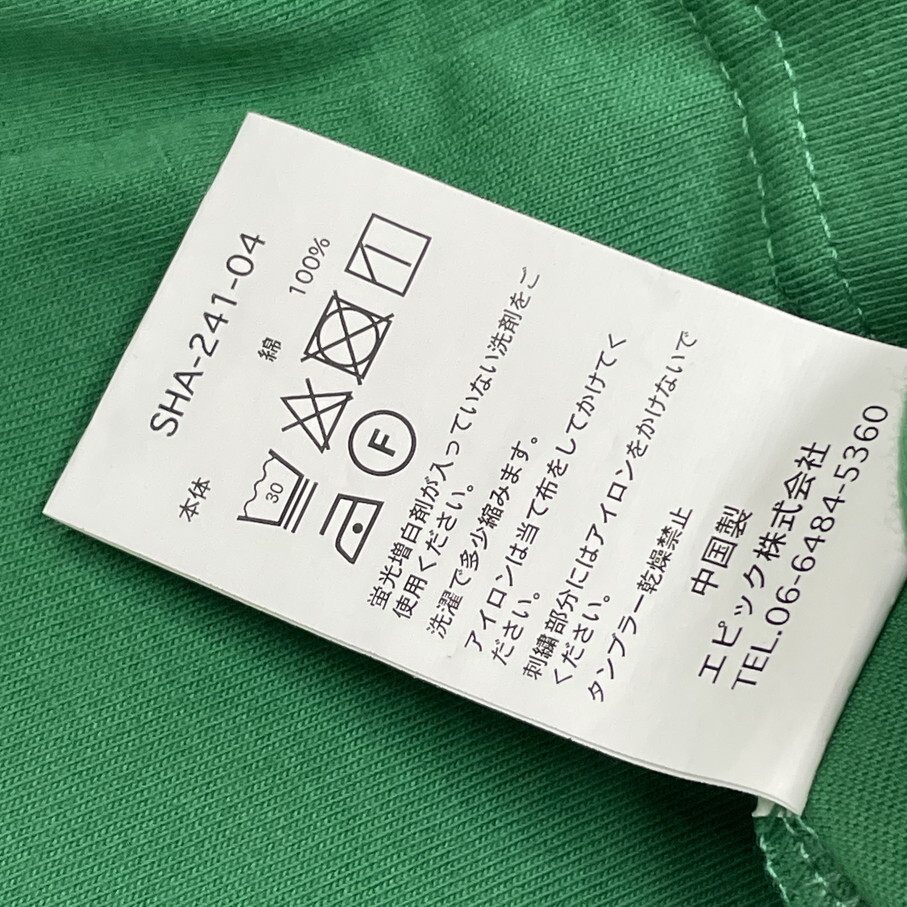 SHA-241-04
本体 綿 100%
30
F
蛍光増白剤が入っていない洗剤をご
使用ください。
洗濯で多少縮みます。
アイロンは当て布をしてかけてく
ださい。
刺繍部分にはアイロンをかけないで
ください。
タンブラー乾燥禁止
中国製
エピック株式会社
TEL.06-6484-5360